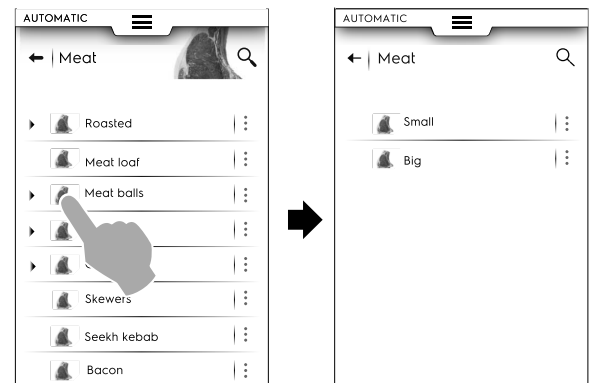 AUTOMATIC
Meat
Roasted
Meat loaf
Meat balls
Skewers
Seekh kebab
Bacon
AUTOMATIC
Meat
Small
Big